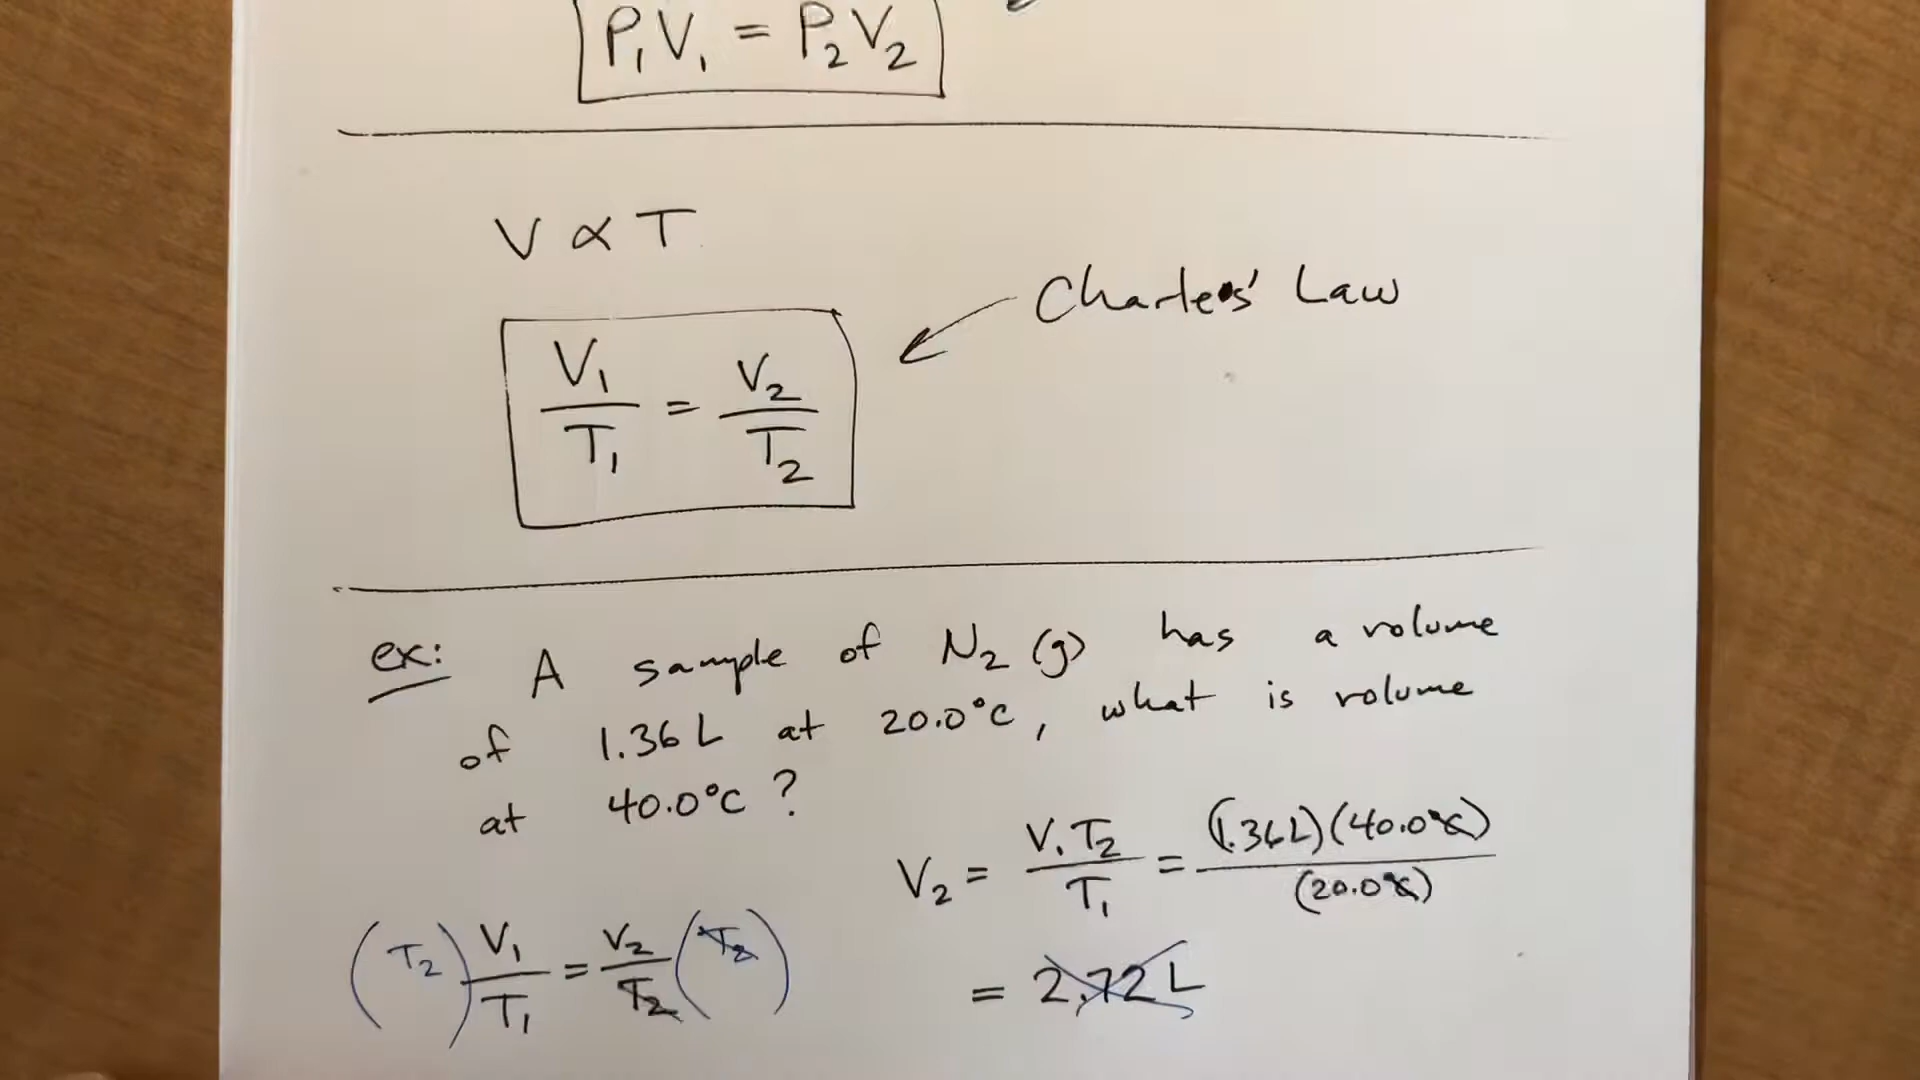 P₁V₁ = P₂V₂
V ∝ T
Charles' Law
V₁/T₁ = V₂/T₂
ex: A sample of N₂ (g) has a volume
of 1.36 L at 20.0°C, what is volume
at 40.0°C ?
V₂ = V₁T₂/T₁ = (1.36L)(40.0°C)/(20.0°C)
(T₂) V₁/T₁ = V₂/T₂ (T₂)
= 2.72 L